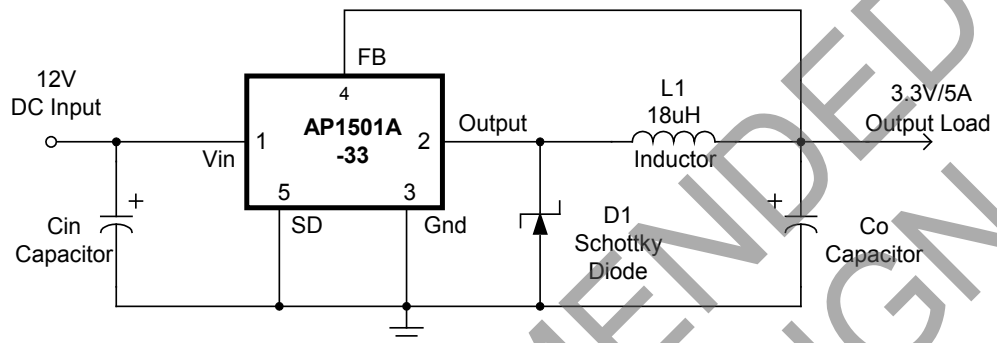 FB
12V
DC Input
4
AP1501A
-33
1
2
Vin
Output
L1
18uH
Inductor
3.3V/5A
Output Load
5
3
SD
Gnd
+
Cin
Capacitor
D1
Schottky
Diode
+
Co
Capacitor